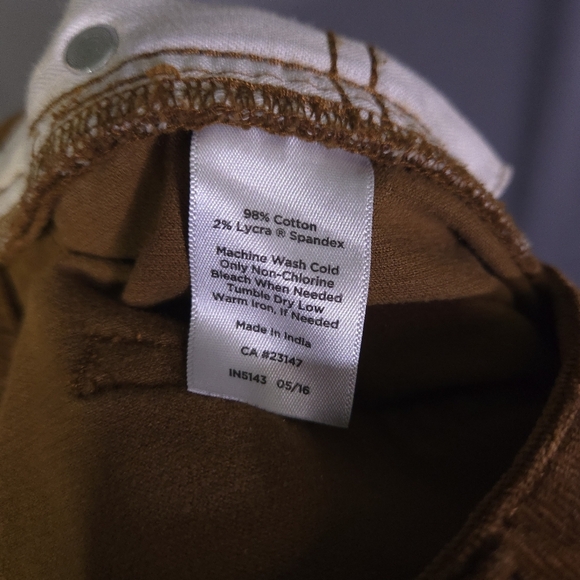 98% Cotton
2% Lycra ® Spandex
Machine Wash Cold
Only Non-Chlorine
Bleach When Needed
Tumble Dry Low
Warm Iron, If Needed
Made in India
CA #23147
IN5143 05/16